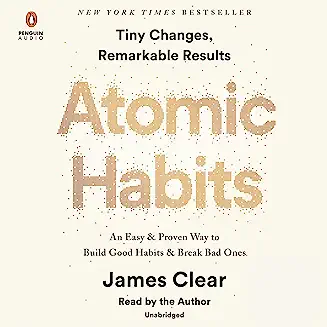 NEW YORK TIMES BESTSELLER
Penguin
Audio
Tiny Changes,
Remarkable Results
Atomic
Habits
An Easy & Proven Way to
Build Good Habits & Break Bad Ones
James Clear
Read by the Author
Unabridged